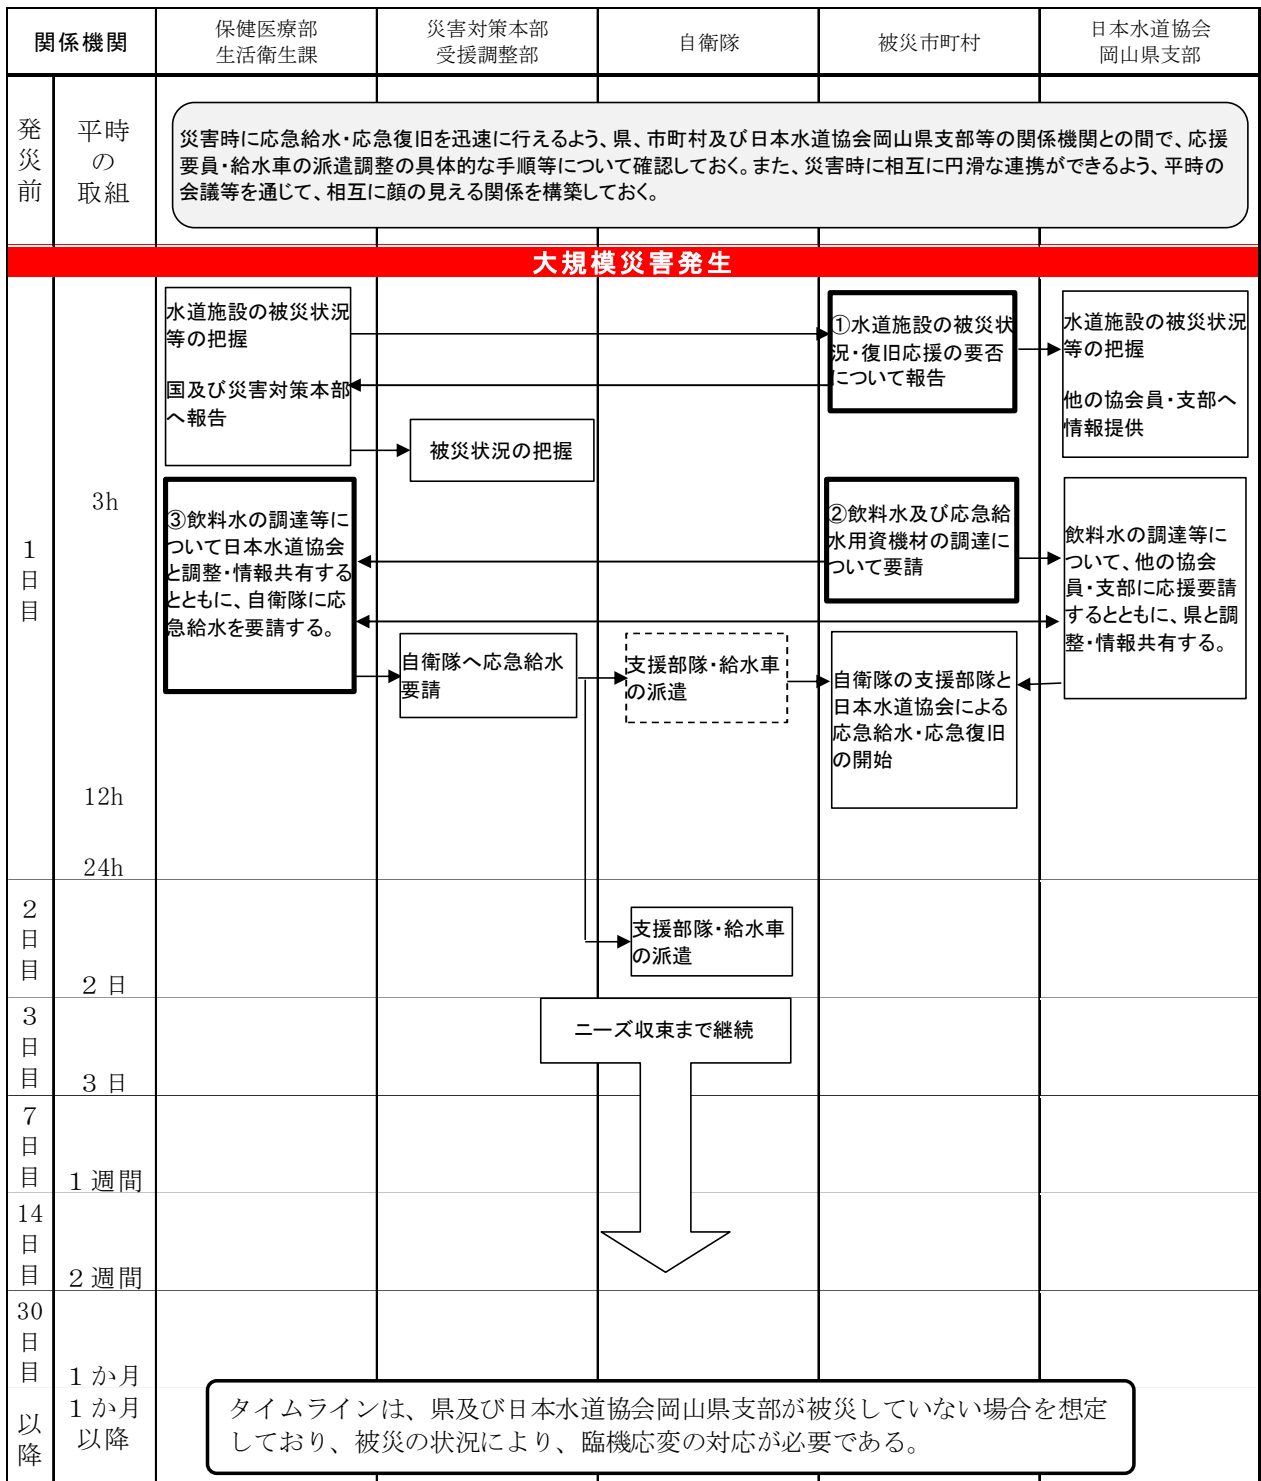 関係機関
保健医療部
生活衛生課
災害対策本部
受援調整部
自衛隊
被災市町村
日本水道協会
岡山県支部
発災前
平時
の
取組
災害時に応急給水・応急復旧を迅速に行えるよう、県、市町村及び日本水道協会岡山県支部等の関係機関との間で、応援
要員・給水車の派遣調整の具体的な手順等について確認しておく。また、災害時に相互に円滑な連携ができるよう、平時の
会議等を通じて、相互に顔の見える関係を構築しておく。
大規模災害発生
1日目
3h
12h
24h
水道施設の被災状況
等の把握
国及び災害対策本部
へ報告
①水道施設の被災状
況・復旧応援の要否
について報告
水道施設の被災状況
等の把握
他の協会員・支部へ
情報提供
被災状況の把握
③飲料水の調達等に
ついて日本水道協会
と調整・情報共有する
とともに、自衛隊に応
急給水を要請する。
②飲料水及び応急給
水用資機材の調達に
ついて要請
飲料水の調達等に
ついて、他の協会
員・支部に応援要請
するとともに、県と調
整・情報共有する。
自衛隊へ応急給水
要請
支援部隊・給水車
の派遣
自衛隊の支援部隊と
日本水道協会による
応急給水・応急復旧
の開始
2日目
2日
支援部隊・給水車
の派遣
3日目
3日
ニーズ収束まで継続
7日目
1週間
14日目
2週間
30日目
1か月
以降
1か月
以降
タイムラインは、県及び日本水道協会岡山県支部が被災していない場合を想定
しており、被災の状況により、臨機応変の対応が必要である。